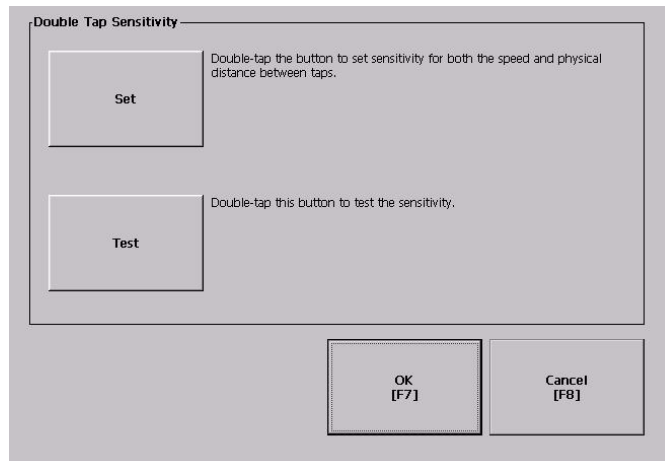 Double Tap Sensitivity
Double-tap the button to set sensitivity for both the speed and physical
distance between taps.
Set
Double-tap this button to test the sensitivity.
Test
OK
[F7]
Cancel
[F8]